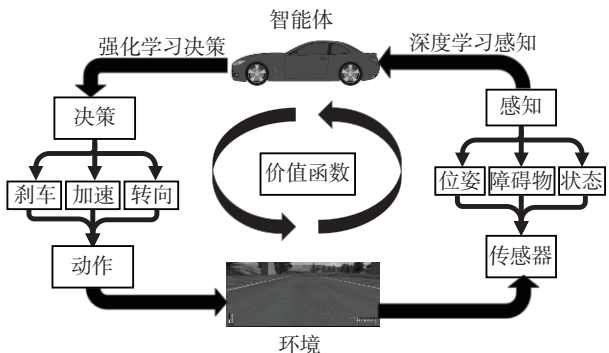 智能体
强化学习决策
深度学习感知
决策
感知
刹车
加速
转向
价值函数
位姿
障碍物
状态
动作
传感器
环境